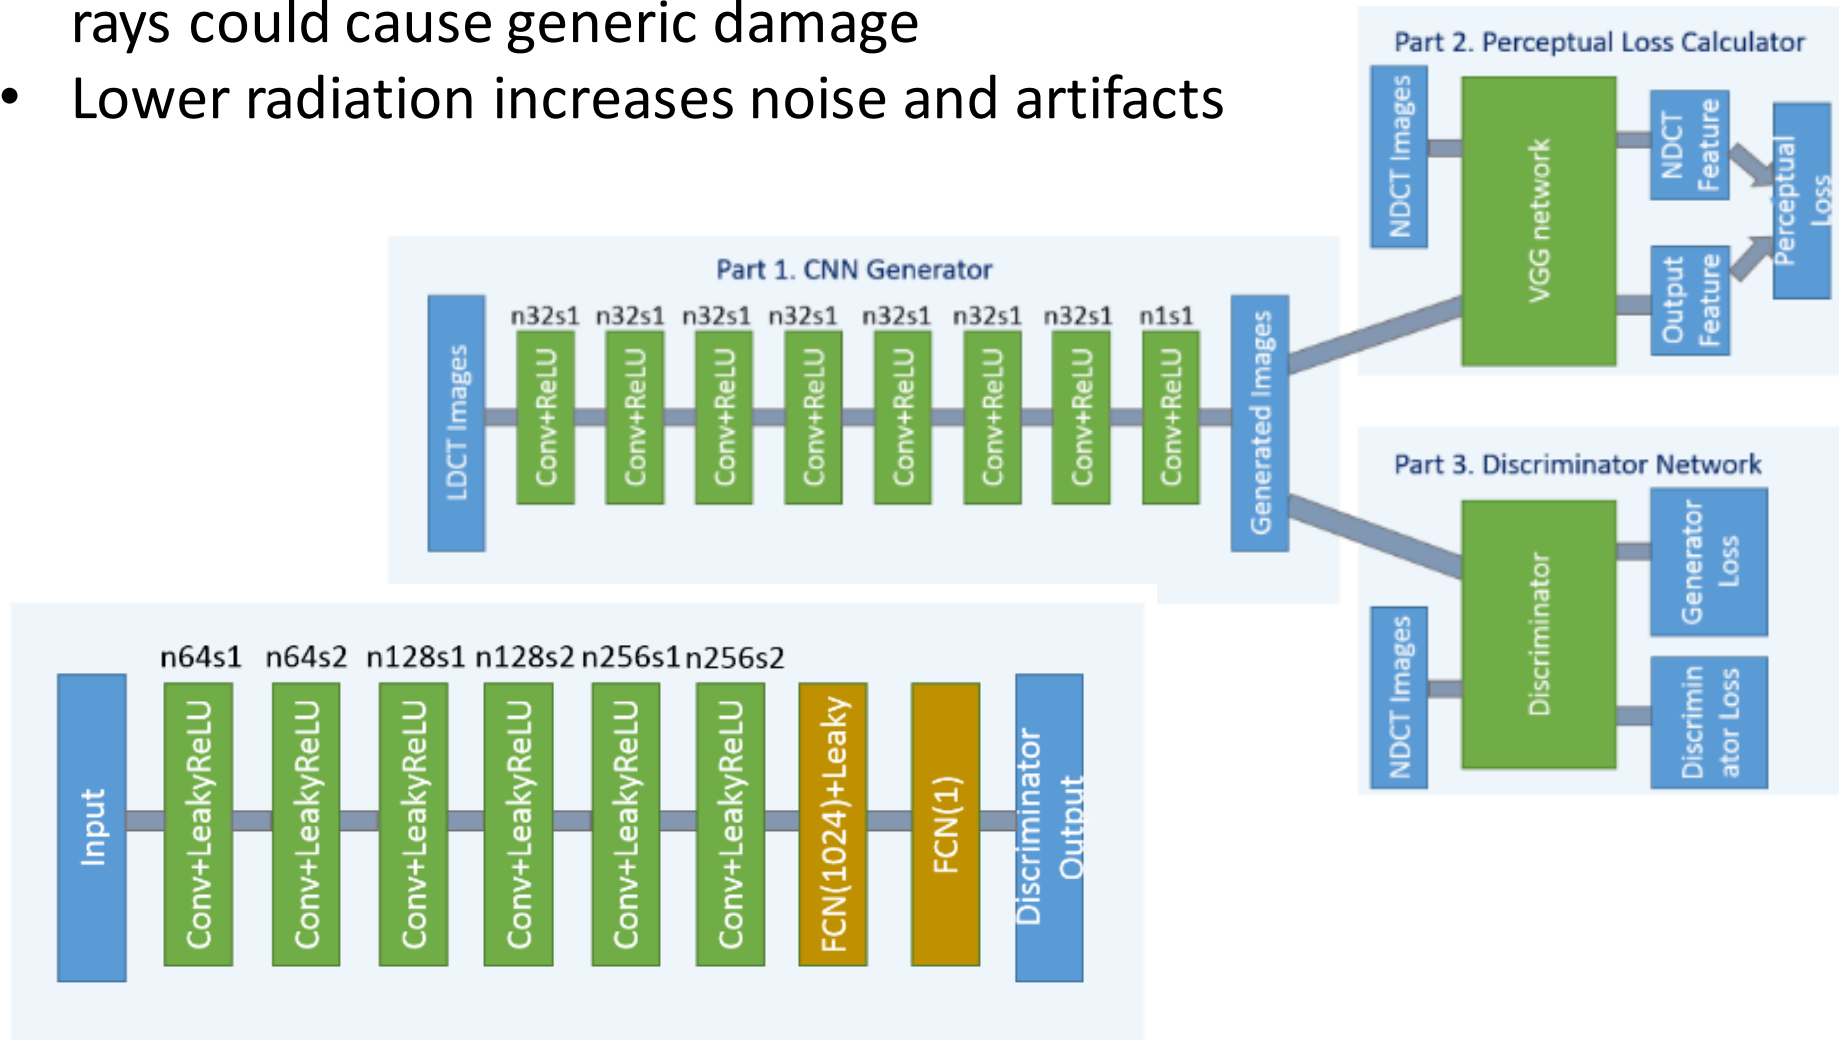 rays could cause generic damage
• Lower radiation increases noise and artifacts
Part 1. CNN Generator
LDCT Images
n32s1 n32s1 n32s1 n32s1 n32s1 n32s1 n32s1 n1s1
Conv+ReLU
Conv+ReLU
Conv+ReLU
Conv+ReLU
Conv+ReLU
Conv+ReLU
Conv+ReLU
Conv+ReLU
Generated Images
Part 2. Perceptual Loss Calculator
NDCT Images
VGG network
NDCT
Feature
Output
Feature
Perceptual
Loss
Part 3. Discriminator Network
NDCT Images
Discriminator
Generator
Loss
Discrimin
ator Loss
n64s1 n64s2 n128s1 n128s2 n256s1 n256s2
Input
Conv+LeakyReLU
Conv+LeakyReLU
Conv+LeakyReLU
Conv+LeakyReLU
Conv+LeakyReLU
Conv+LeakyReLU
FCN(1024)+Leaky
FCN(1)
Discriminator
Output